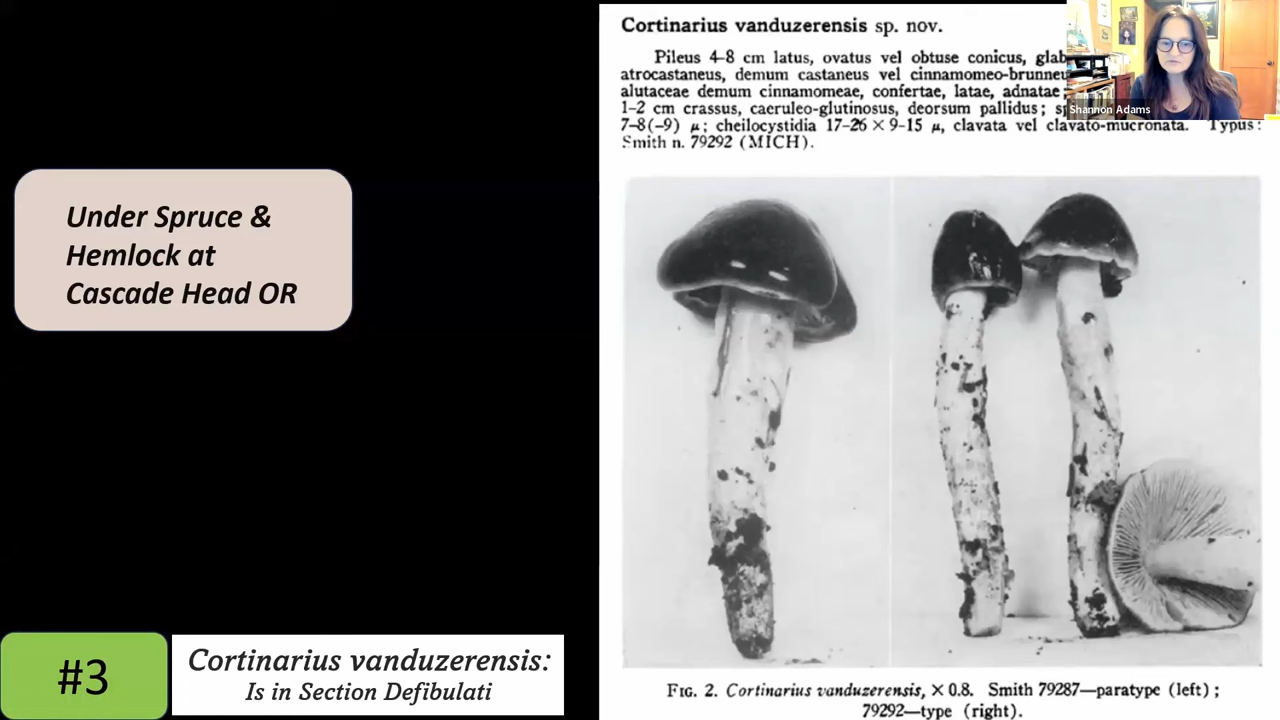 Cortinarius vanduzerensis sp. nov.
Pileus 4-8 cm latus, ovatus vel obtuse conicus,
atrocastaneus, demum castaneus vel
alutaceae demum cinnamomeae, confertae, latae, adnatae
1-2 cm crassus, caeruleo-glutinosus, deorsum pallidus;
7-8(-9) μ; cheilocystidia 17-26 × 9-15 μ, clavata vel clavato-mucronata. Typus:
Smith n. 79292 (MICH).
Shannon Adams
Under Spruce &
Hemlock at
Cascade Head OR
#3
Cortinarius vanduzerensis:
Is in Section Defibulati
FIG. 2. Cortinarius vanduzerensis, × 0.8. Smith 79287—paratype (left);
79292—type (right).